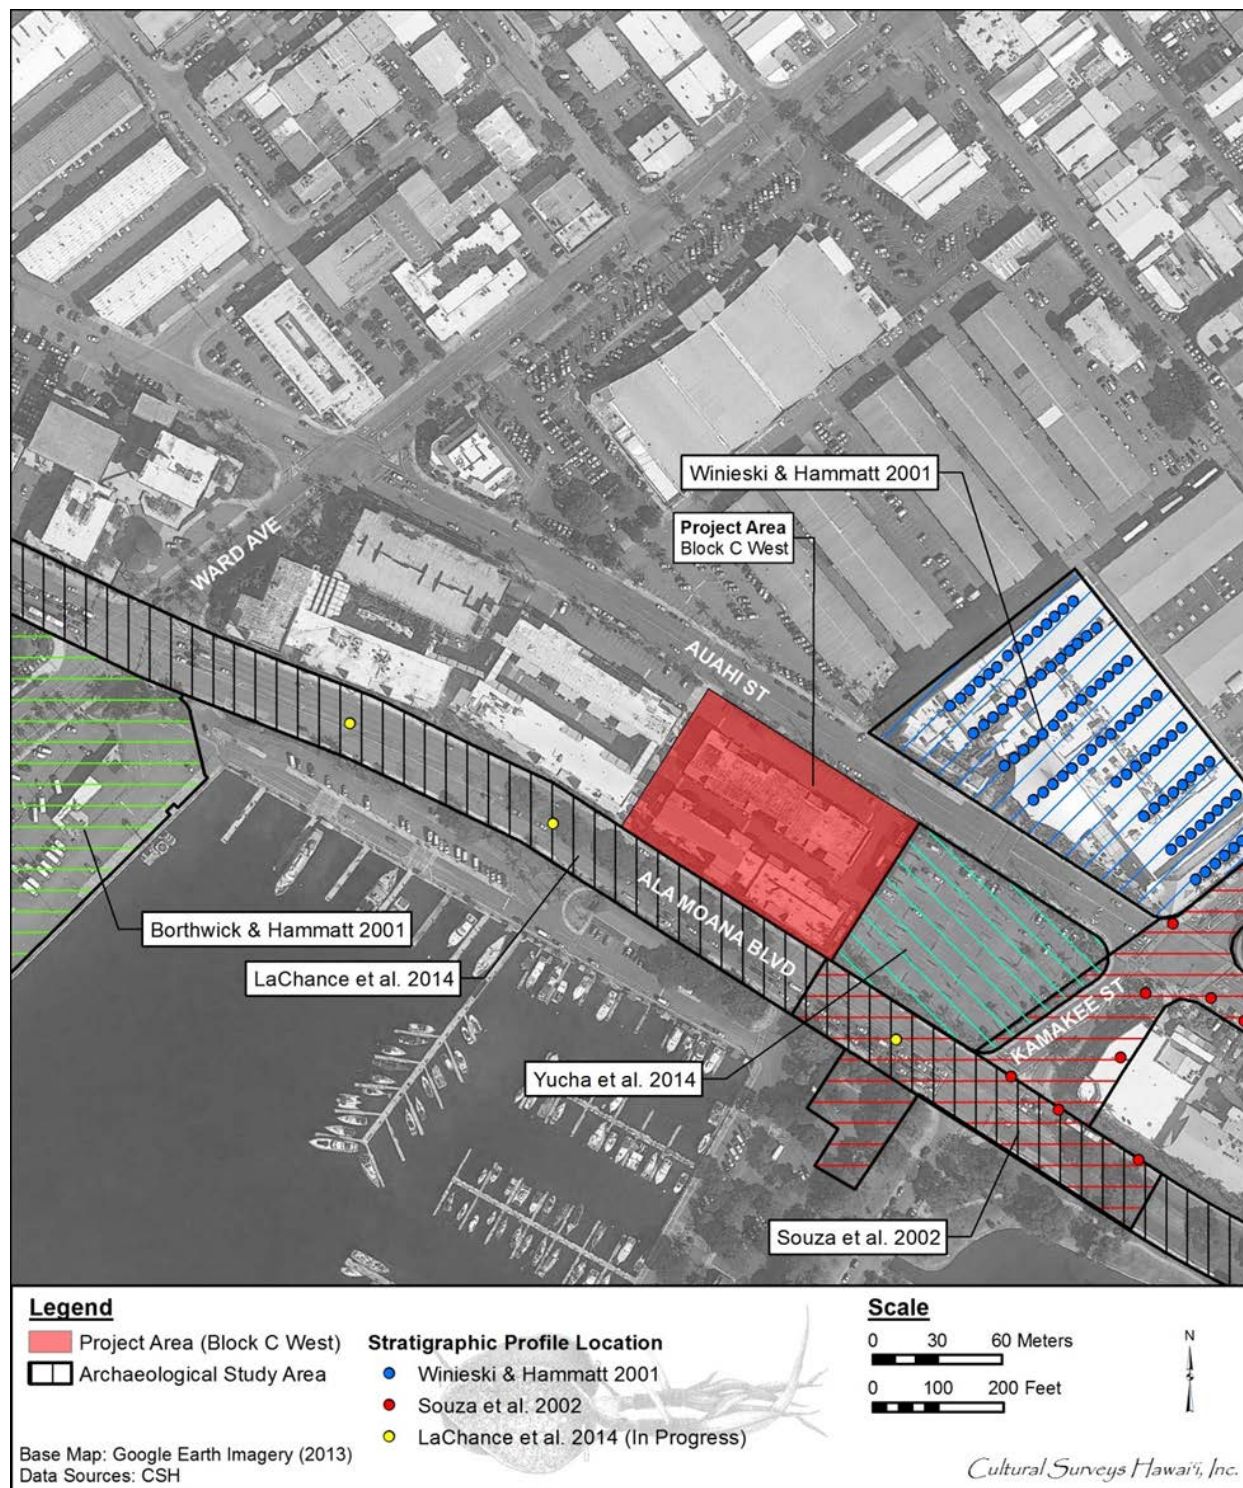 Winieski & Hammatt 2001
Project Area
Block C West
WARD AVE
AUAHI ST
ALA MOANA BLVD
Borthwick & Hammatt 2001
LaChance et al. 2014
KAMAKEE ST
Yucha et al. 2014
Souza et al. 2002
Legend
Project Area (Block C West)
Archaeological Study Area
Base Map: Google Earth Imagery (2013)
Data Sources: CSH
Stratigraphic Profile Location
Winieski & Hammatt 2001
Souza et al. 2002
LaChance et al. 2014 (In Progress)
Scale
0 30 60 Meters
0 100 200 Feet
N
Cultural Surveys Hawaiʻi, Inc.